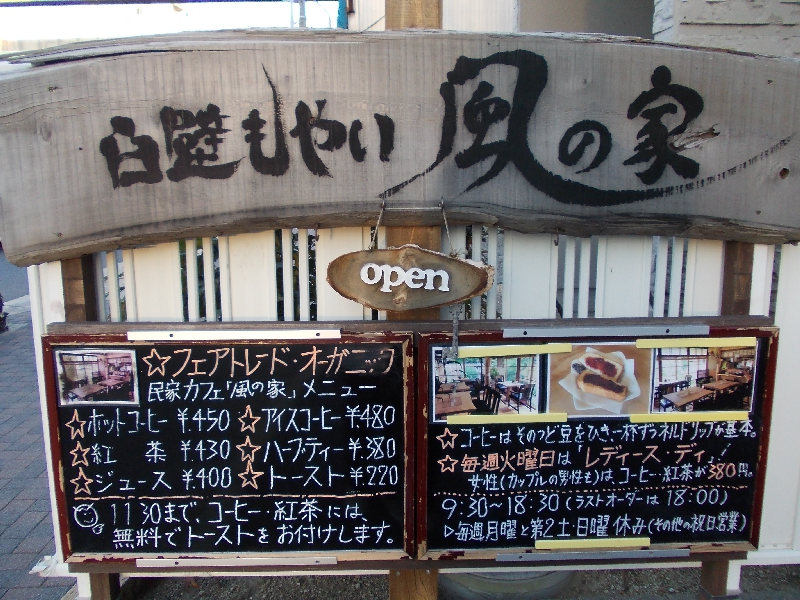 白壁もやい 風の家
open
☆フェアトレード・オーガニック
民家カフェ「風の家」メニュー
☆ホットコーヒー ¥450 ☆アイスコーヒー ¥480
☆紅 茶 ¥430 ☆ハーブティー ¥380
☆ジュース ¥400 ☆トースト ¥220
11:30まで、コーヒー・紅茶には、
無料でトーストをお付けします。
☆コーヒーはそのつど豆をひき、一杯ずつネルドリップが基本。
☆毎週火曜日は「レディース・ディ」!
女性(カップルの男性も)は、コーヒー・紅茶が380円。
9:30~18:30(ラストオーダーは18:00)
▷毎週月曜と第2土・日曜休み(その他の祝日営業)